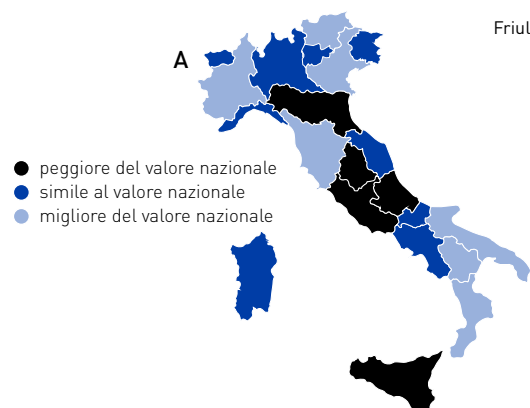 Friul
A
peggiore del valore nazionale
simile al valore nazionale
migliore del valore nazionale